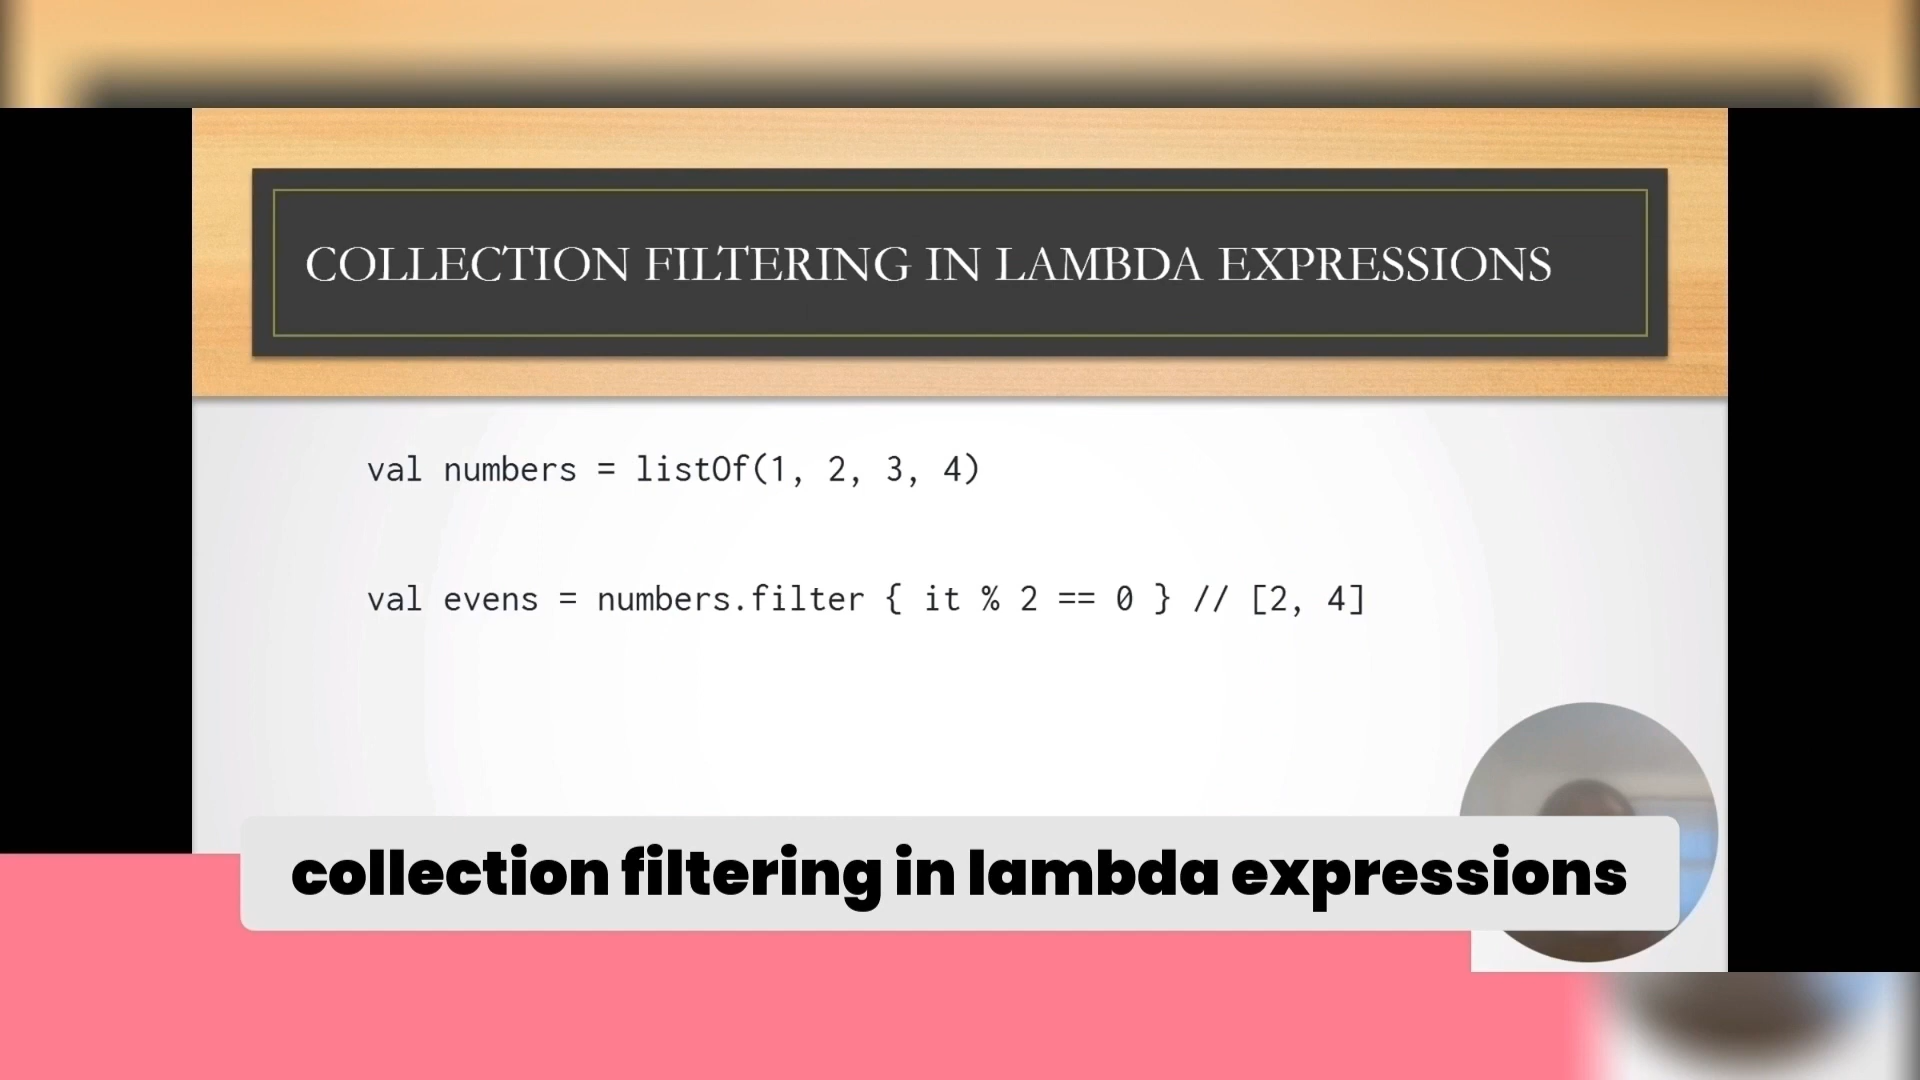 COLLECTION FILTERING IN LAMBDA EXPRESSIONS
val numbers = listOf(1, 2, 3, 4)
val evens = numbers.filter { it % 2 == 0 } // [2, 4]
collection filtering in lambda expressions